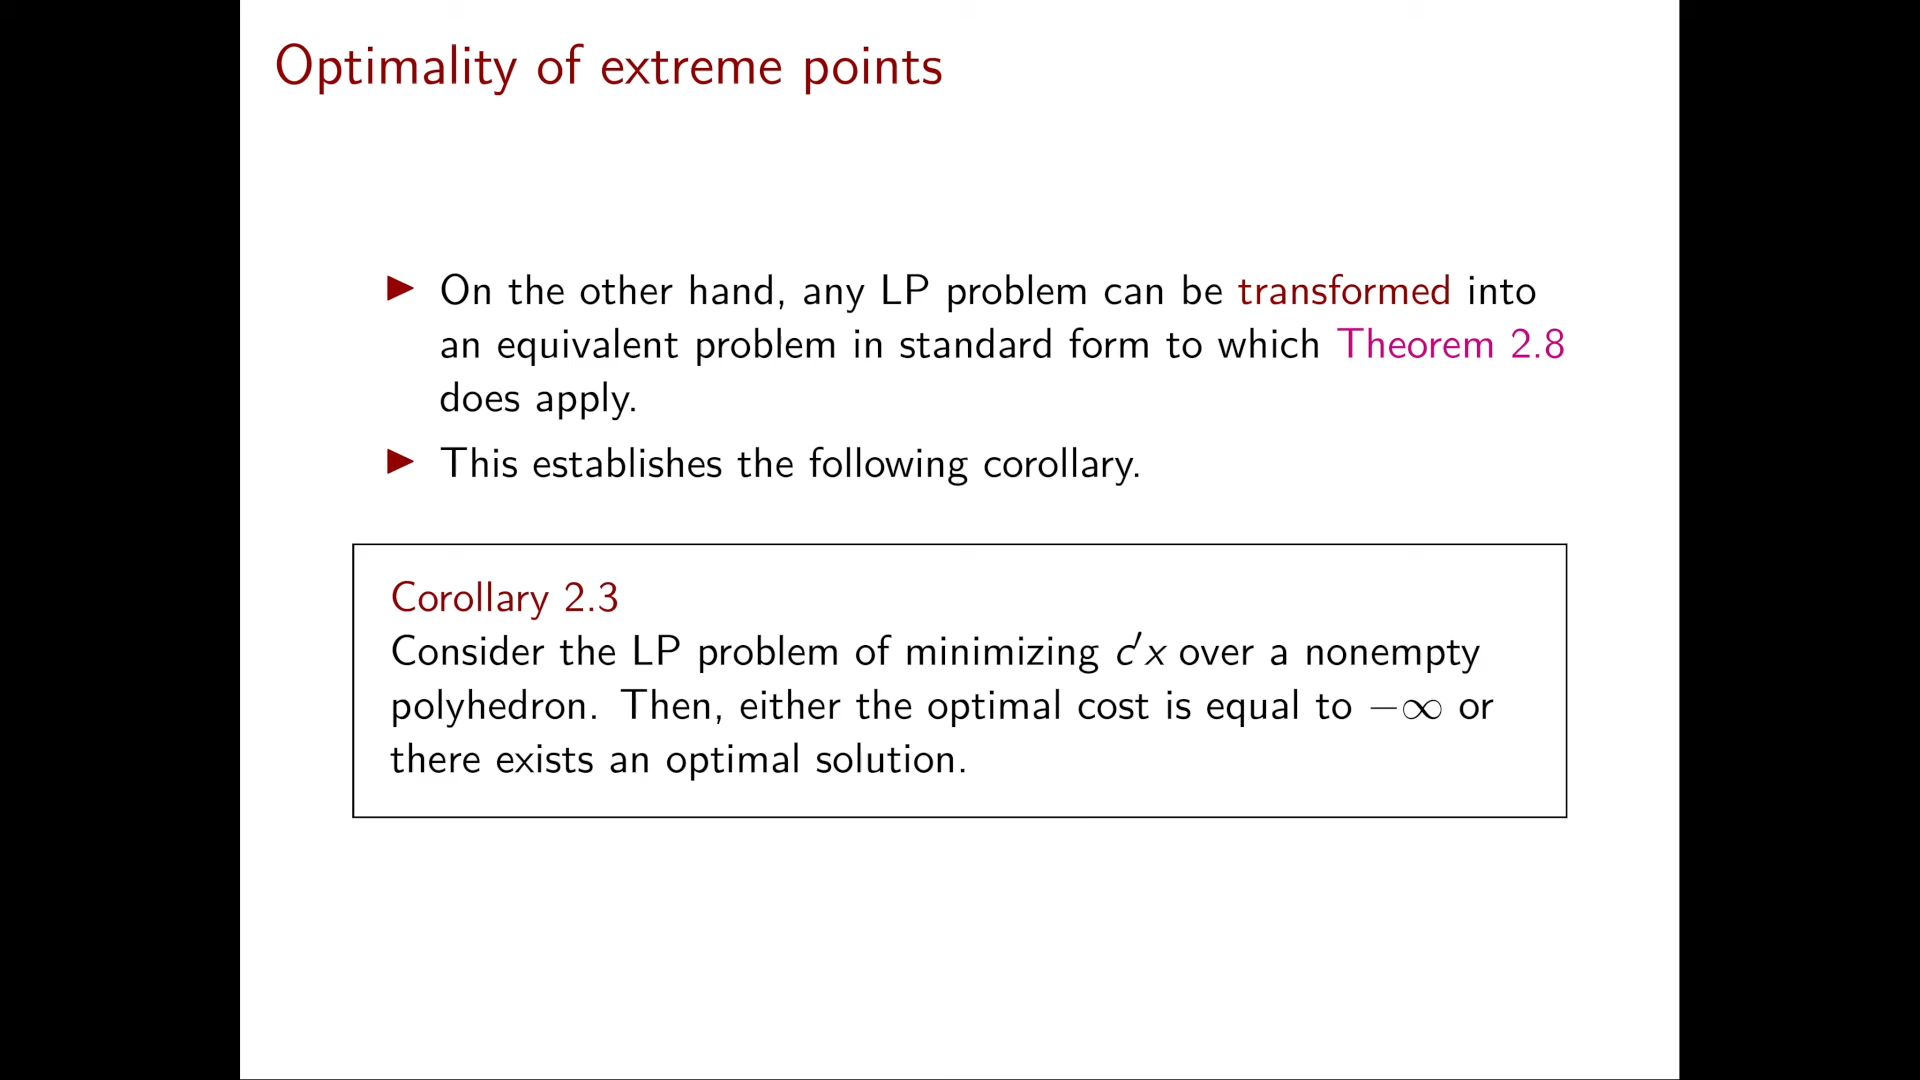 Optimality of extreme points
▶ On the other hand, any LP problem can be transformed into
an equivalent problem in standard form to which Theorem 2.8
does apply.
▶ This establishes the following corollary.
Corollary 2.3
Consider the LP problem of minimizing c′x over a nonempty
polyhedron. Then, either the optimal cost is equal to −∞ or
there exists an optimal solution.